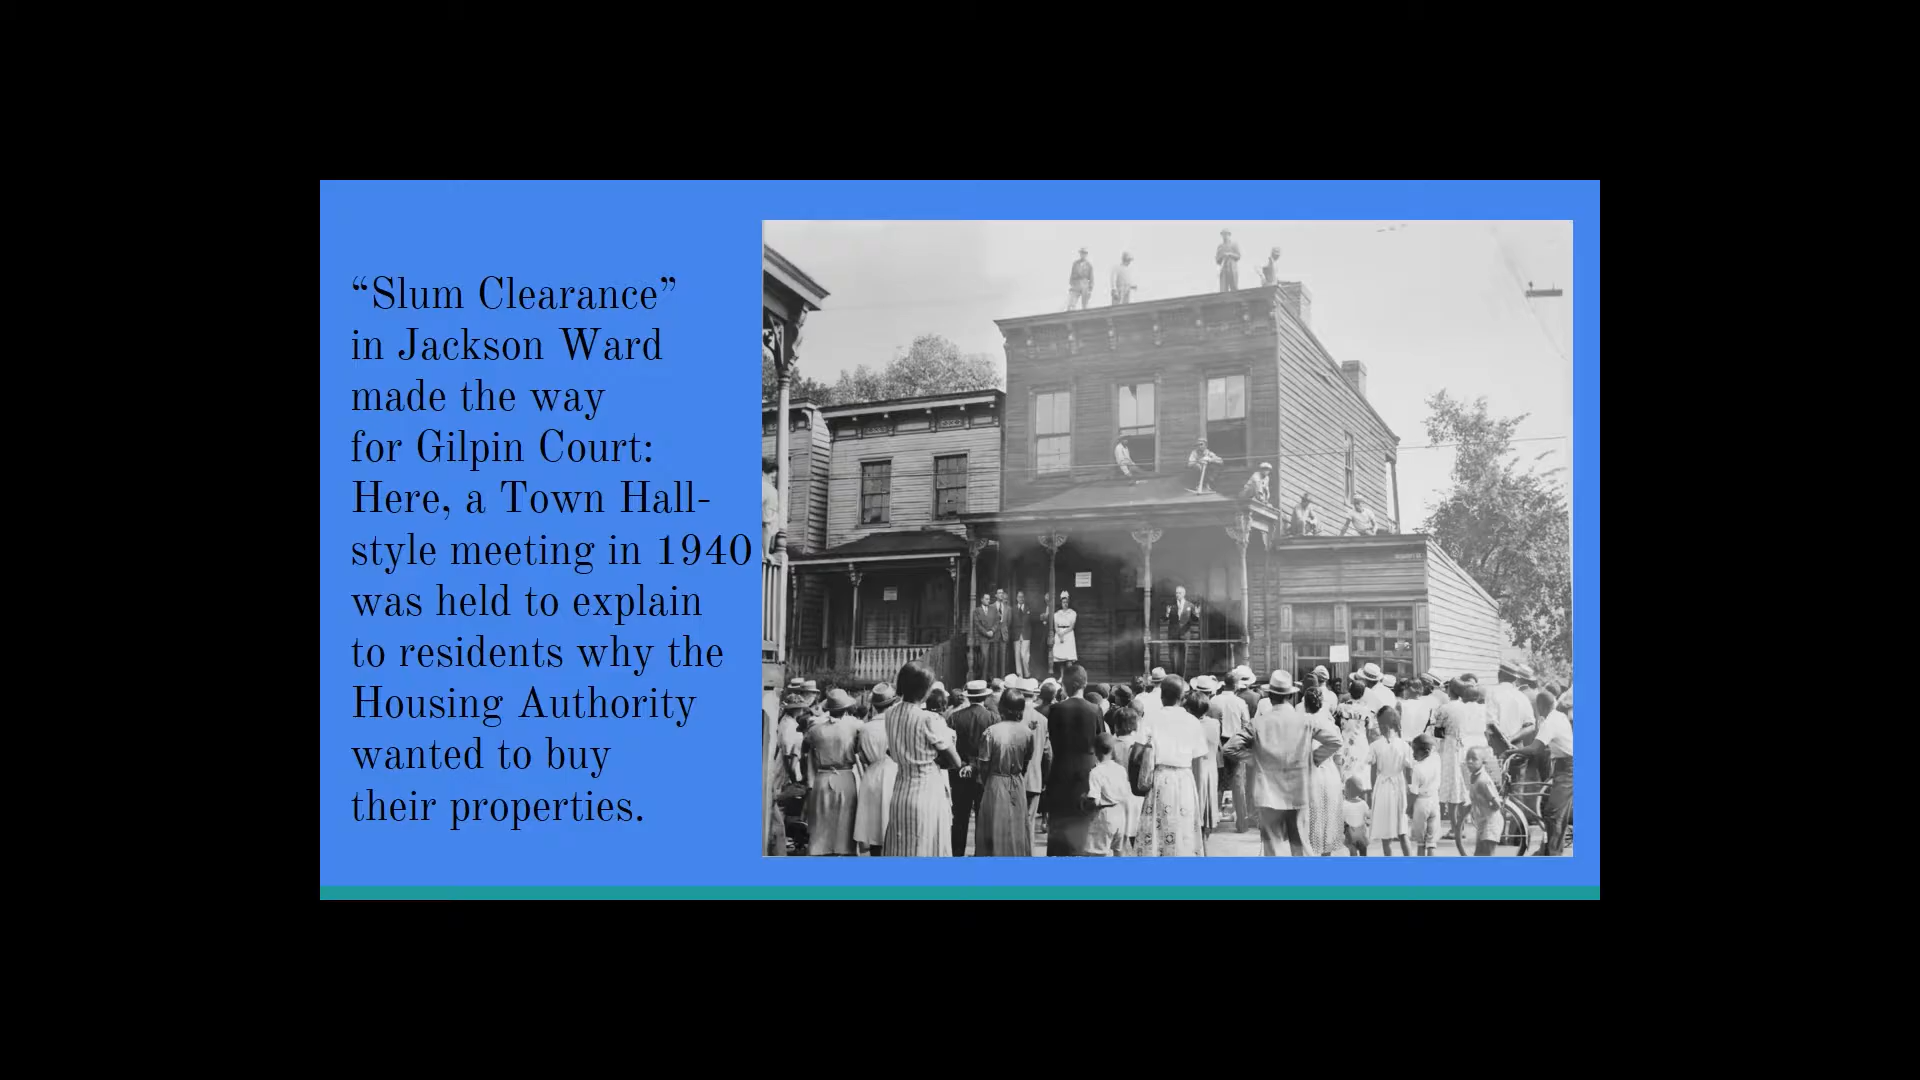 “Slum Clearance”
in Jackson Ward
made the way
for Gilpin Court:
Here, a Town Hall-
style meeting in 1940
was held to explain
to residents why the
Housing Authority
wanted to buy
their properties.